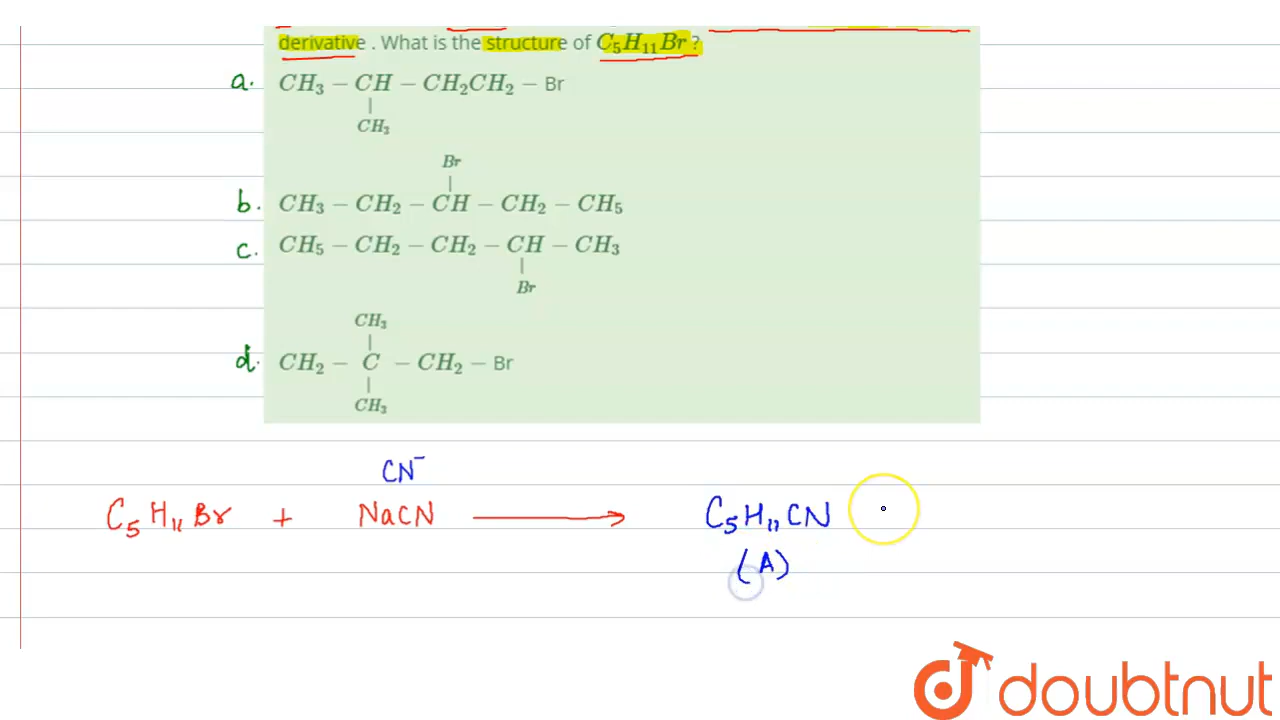 derivative . What is the structure of C₅H₁₁Br ?
a. CH₃ − CH − CH₂CH₂ − Br
|
CH₃
Br
|
b. CH₃ − CH₂ − CH − CH₂ − CH₅
c. CH₅ − CH₂ − CH₂ − CH − CH₃
|
Br
CH₃
|
d. CH₂ − C − CH₂ − Br
|
CH₃
CN⁻
C₅H₁₁Br + NaCN ⟶ C₅H₁₁CN
(A)
doubtnut